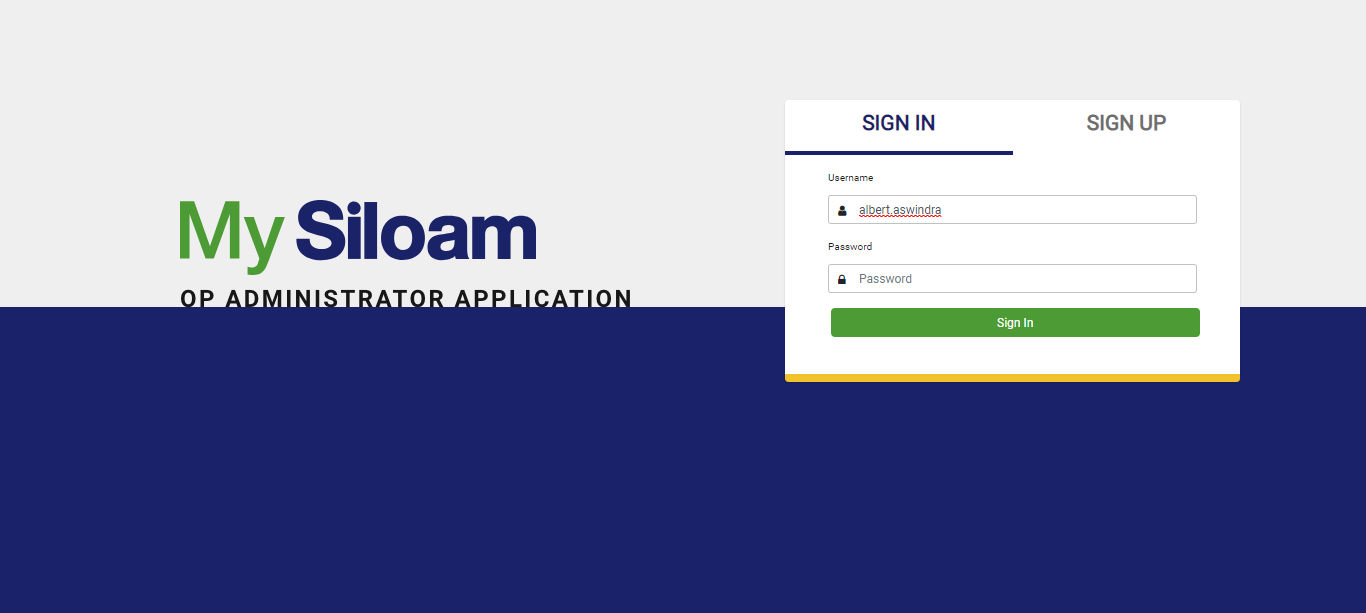 My Siloam
OP ADMINISTRATOR APPLICATION
SIGN IN
SIGN UP
Username
albert.aswindra
Password
Password
Sign In